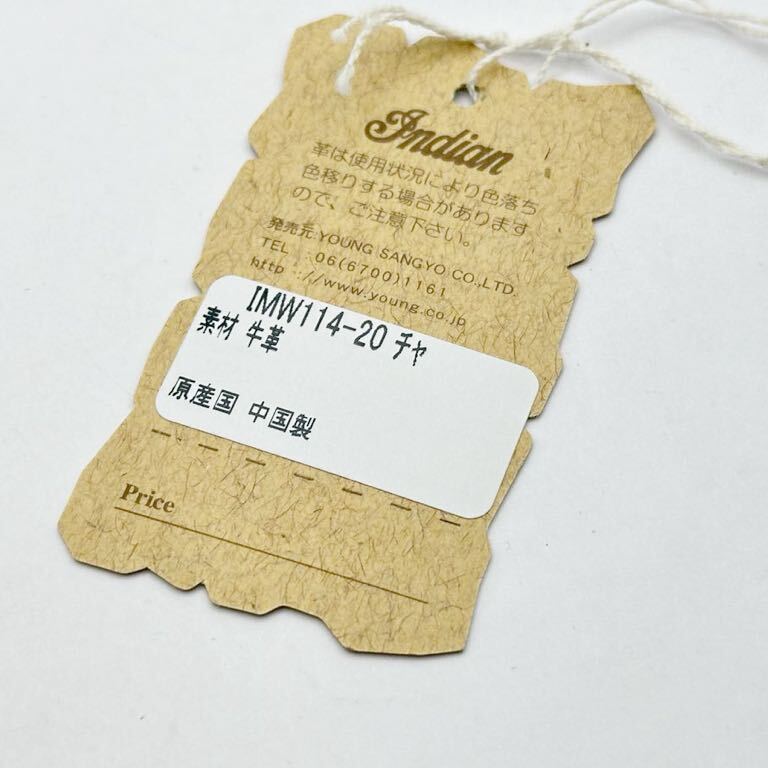 Indian
革は使用状況により色落ち
色移りする場合があります
ので、ご注意下さい。
発売元:YOUNG SANGYO CO.,LTD.
TEL :06(6700)1161
http ://www.young.co.jp
IMW114-20 チャ
素材 牛革
原産国 中国製
Price